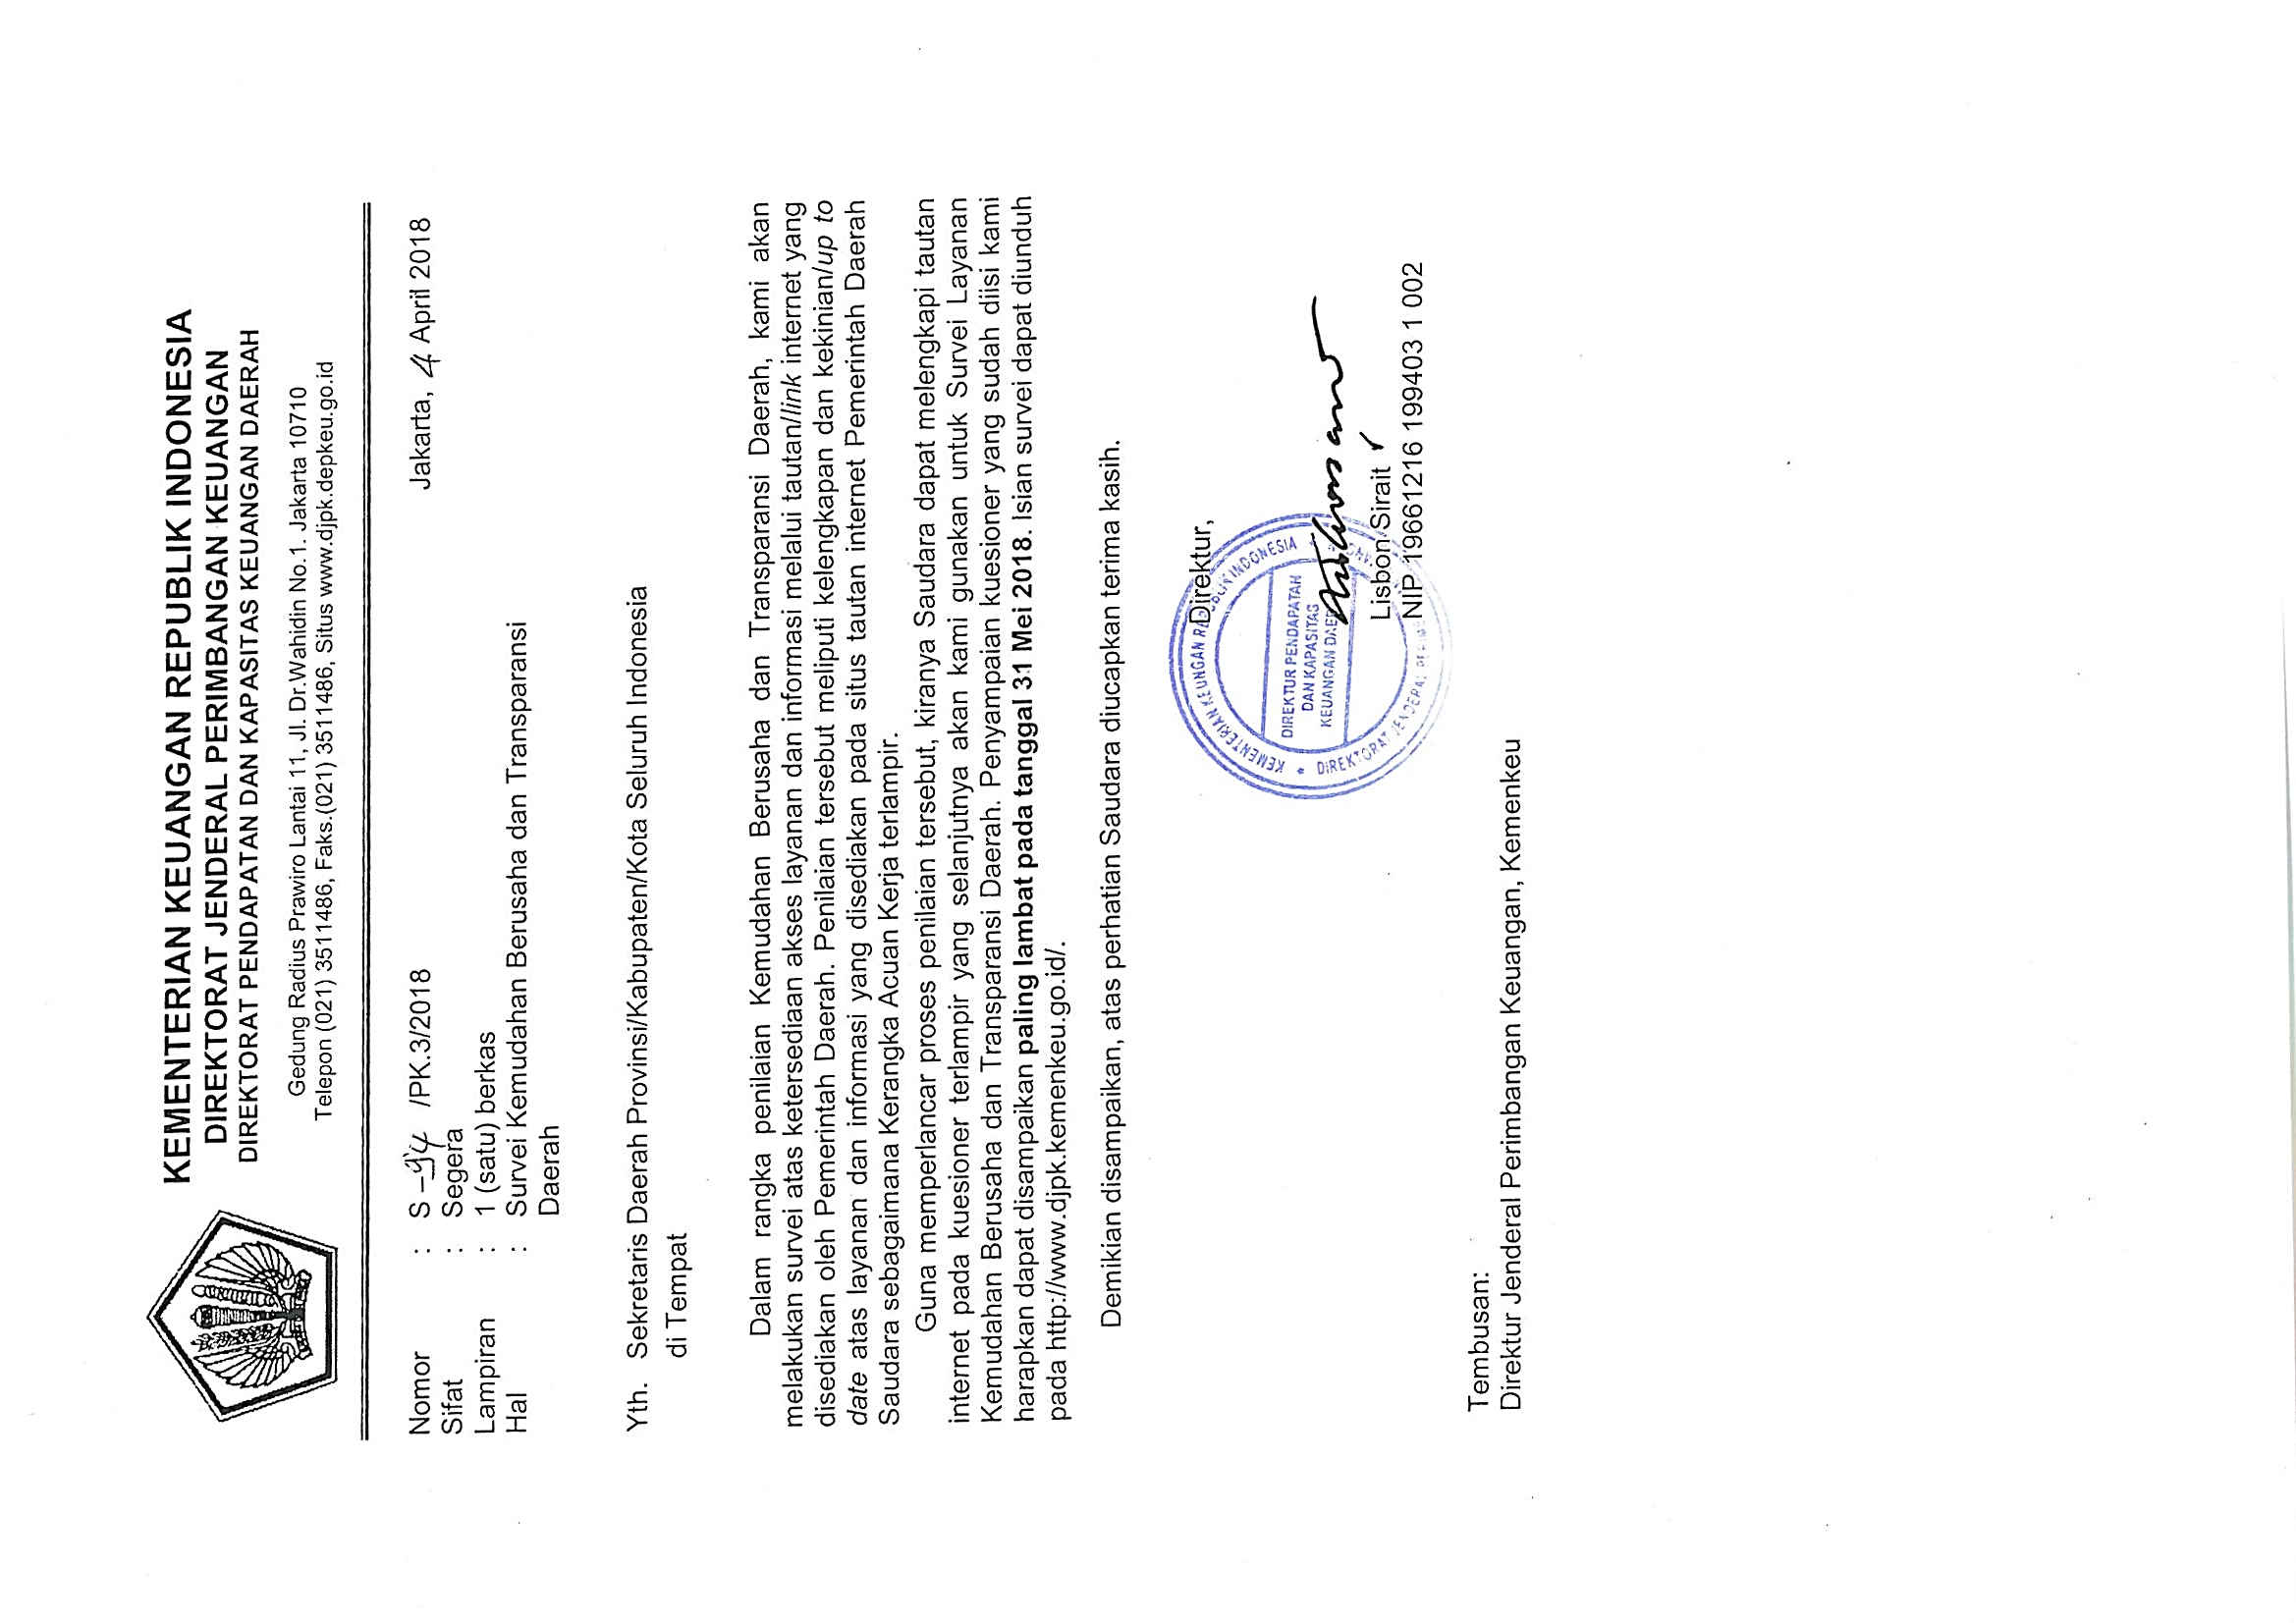 KEMENTERIAN KEUANGAN REPUBLIK INDONESIA
DIREKTORAT JENDERAL PERIMBANGAN KEUANGAN
DIREKTORAT PENDAPATAN DAN KAPASITAS KEUANGAN DAERAH
Gedung Radius Prawiro Lantai 11, Jl. Dr.Wahidin No.1. Jakarta 10710
Telepon (021) 3511486, Faks.(021) 3511486, Situs www.djpk.depkeu.go.id
Nomor : S – /PK.3/2018 Jakarta, 4 April 2018
Sifat : Segera
Lampiran : 1 (satu) berkas
Hal : Survei Kemudahan Berusaha dan Transparansi
Daerah
Yth. Sekretaris Daerah Provinsi/Kabupaten/Kota Seluruh Indonesia
di Tempat
Dalam rangka penilaian Kemudahan Berusaha dan Transparansi Daerah, kami akan
melakukan survei atas ketersediaan akses layanan dan informasi melalui tautan/link internet yang
disediakan oleh Pemerintah Daerah. Penilaian tersebut meliputi kelengkapan dan kekinian/up to
date atas layanan dan informasi yang disediakan pada situs tautan internet Pemerintah Daerah
Saudara sebagaimana Kerangka Acuan Kerja terlampir.
Guna memperlancar proses penilaian tersebut, kiranya Saudara dapat melengkapi tautan
internet pada kuesioner terlampir yang selanjutnya akan kami gunakan untuk Survei Layanan
Kemudahan Berusaha dan Transparansi Daerah. Penyampaian kuesioner yang sudah diisi kami
harapkan dapat disampaikan paling lambat pada tanggal 31 Mei 2018. Isian survei dapat diunduh
pada http://www.djpk.kemenkeu.go.id/.
Demikian disampaikan, atas perhatian Saudara diucapkan terima kasih.
Direktur,
KEMENTERIAN KEUANGAN INDONESIA
DIREKTUR PENDAPATAN
DAN KAPASITAS
KEUANGAN
DIREKTORAT JENDERAL
Lisbon Sirait
NIP 19661216 199403 1 002
Tembusan:
Direktur Jenderal Perimbangan Keuangan, Kemenkeu